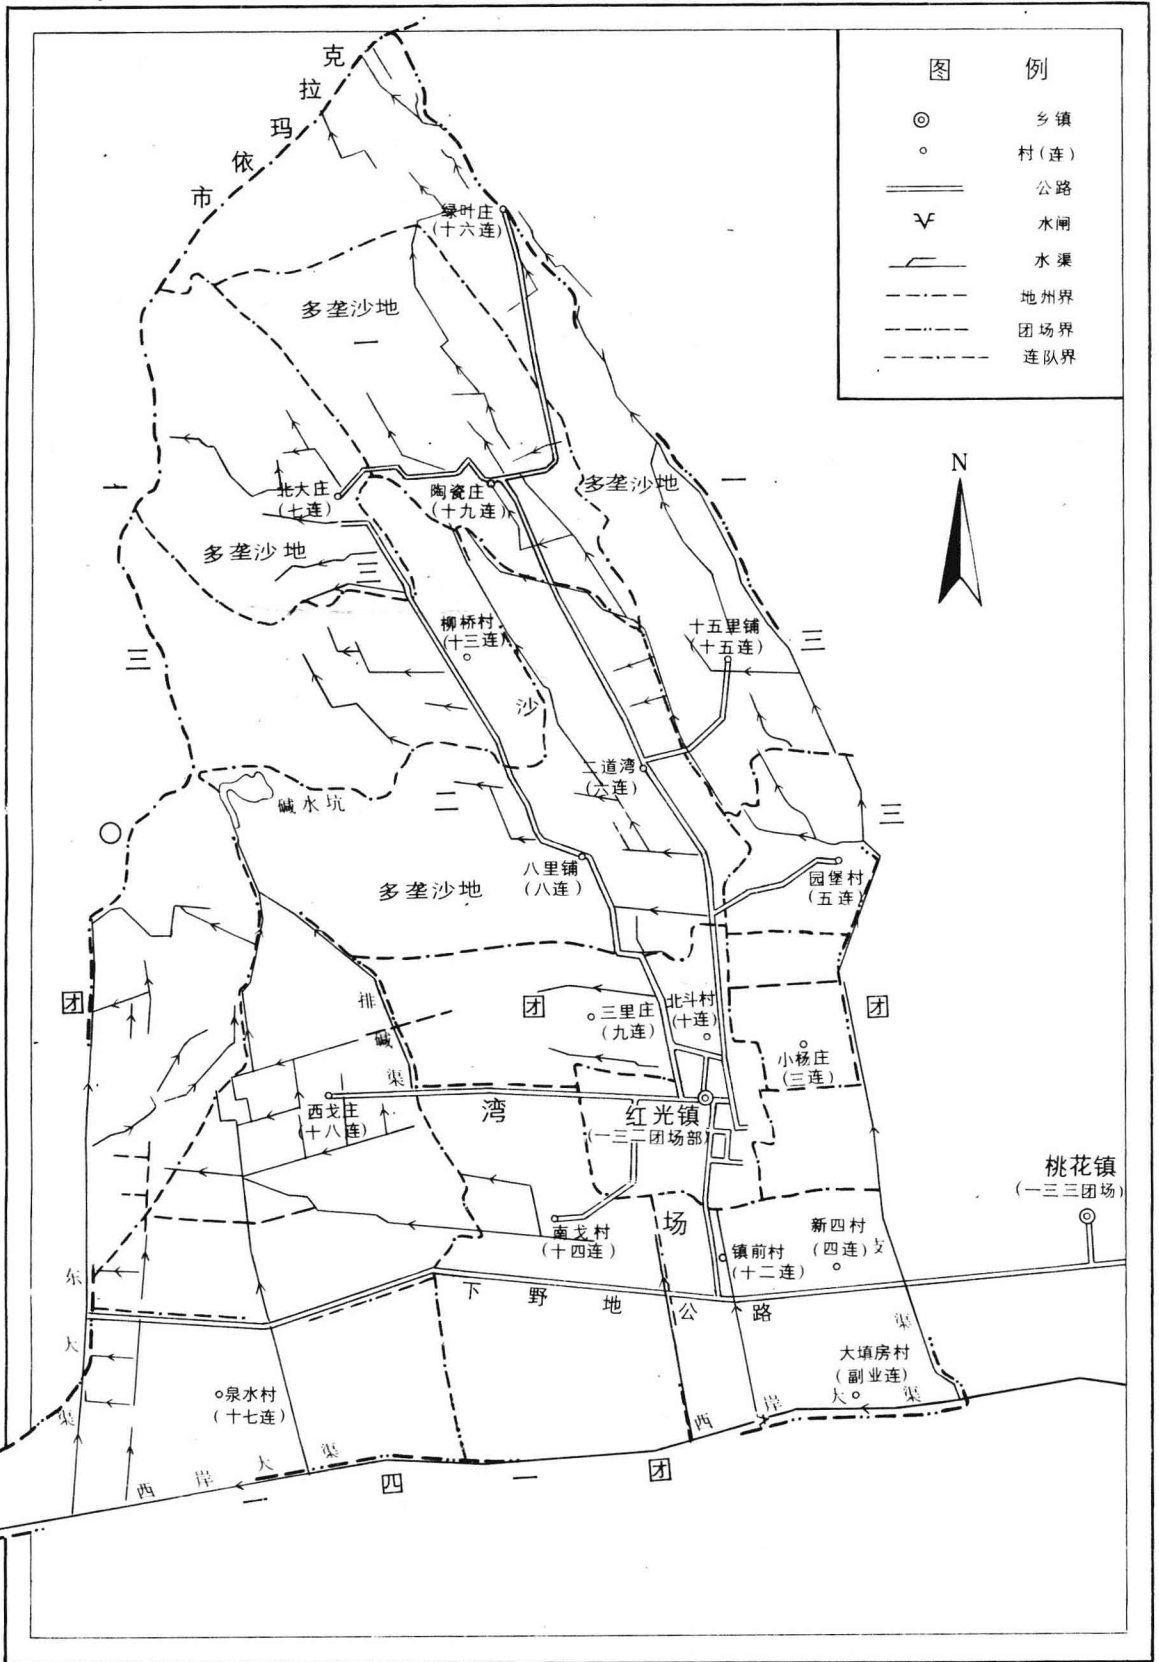 图 例
乡镇
村(连)
公路
水闸
水渠
地州界
团场界
连队界
克拉玛依市
绿叶庄
(十六连)
多垄沙地
一
北大庄
(七连)
陶瓷庄
(十九连)
多垄沙地
一
一
N
多垄沙地
三
柳桥村
(十三连)
十五里铺
(十五连)
三
三
沙
二道湾
(六连)
碱水坑
二
三
〇
八里铺
(八连)
园堡村
(五连)
多垄沙地
团
排碱渠
团
三里庄
(九连)
北斗村
(十连)
团
小杨庄
(三连)
西戈庄
(十八连)
湾
红光镇
(一三二团场部)
桃花镇
(一三三团场)
南戈村
(十四连)
场
镇前村
(十二连)
新四村
(四连)
支渠
东大渠
下野地公路
大填房村
(副业连)
泉水村
(十七连)
西岸大渠
西岸大渠
一四一团